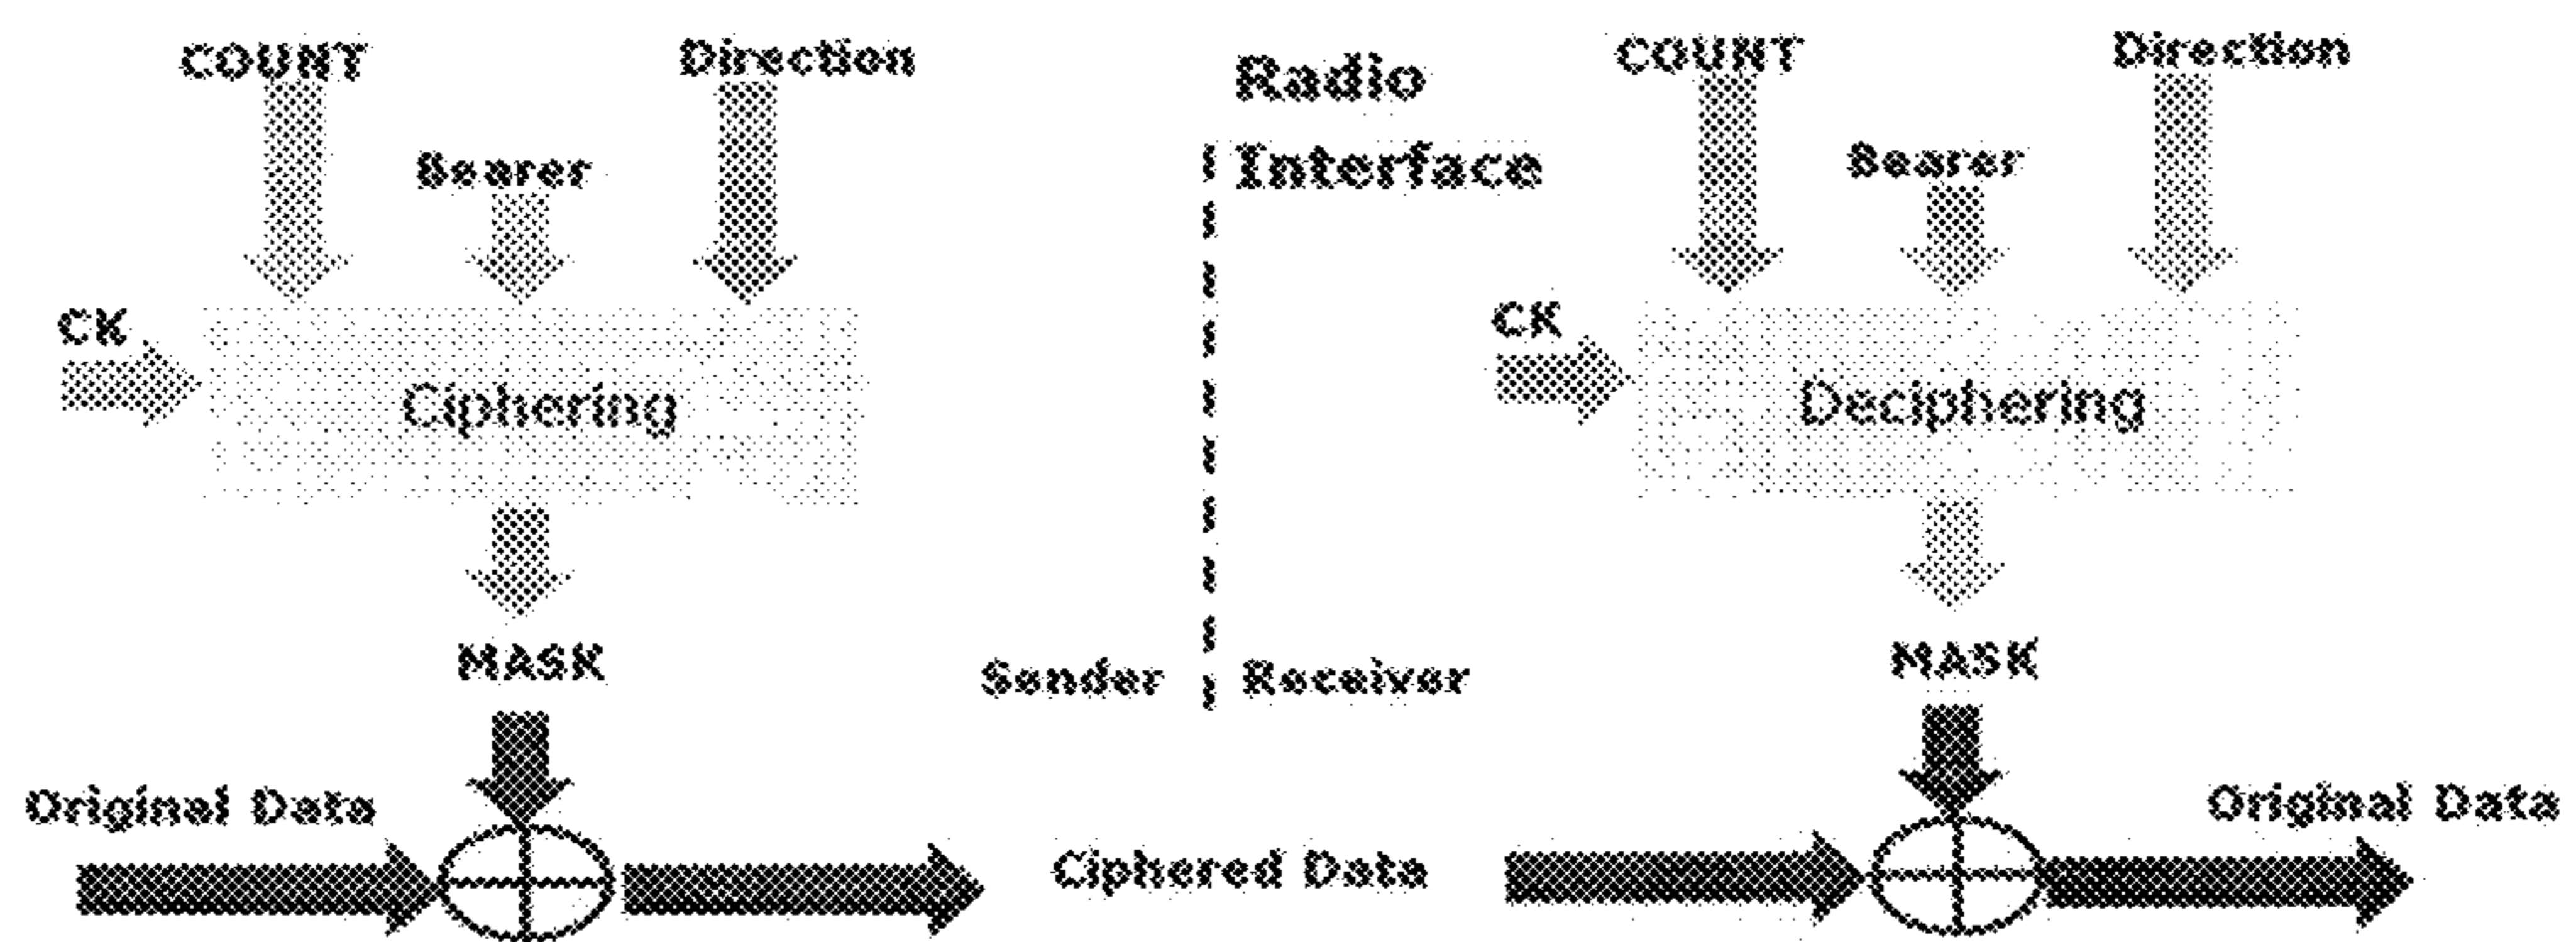 COUNT
Direction
Bearer
CK
Ciphering
MASK
Original Data
Radio
Interface
Sender
Receiver
Ciphered Data
COUNT
Direction
Bearer
CK
Deciphering
MASK
Original Data